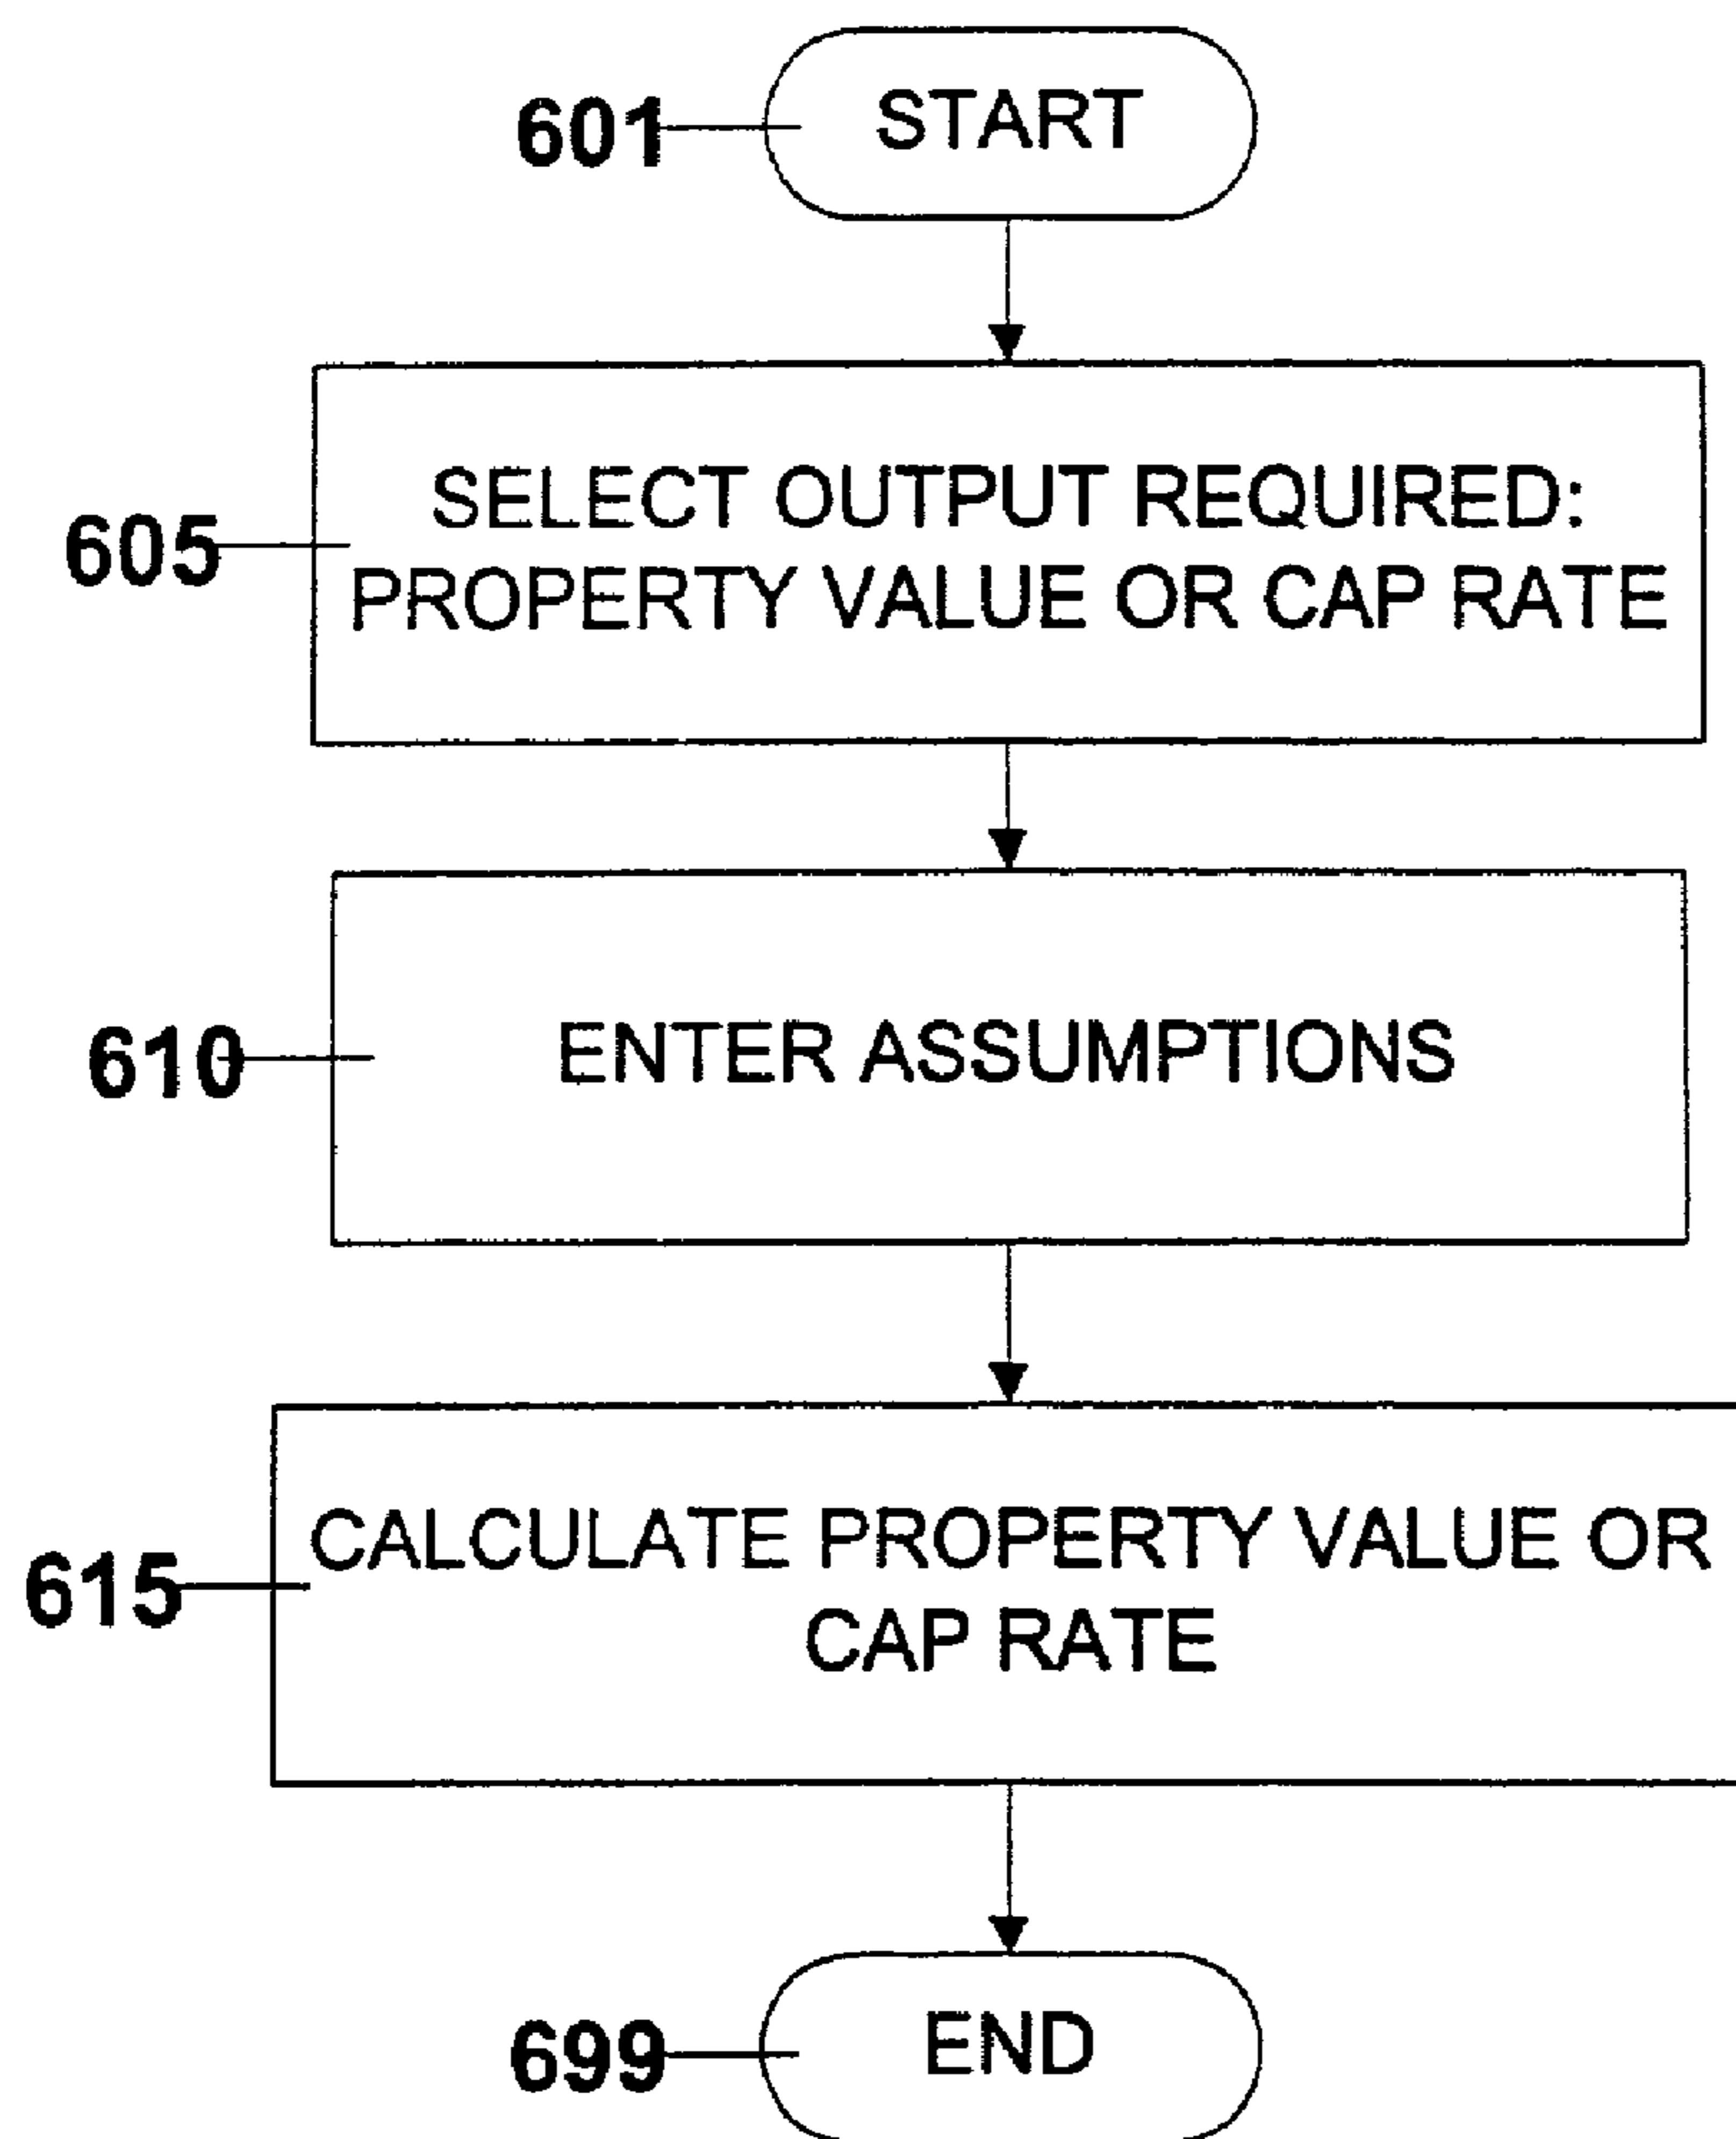 601
START
605
SELECT OUTPUT REQUIRED:
PROPERTY VALUE OR CAP RATE
610
ENTER ASSUMPTIONS
615
CALCULATE PROPERTY VALUE OR
CAP RATE
699
END